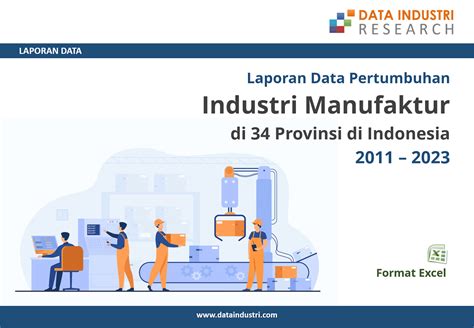 DATA INDUSTRI
RESEARCH
LAPORAN DATA
Laporan Data Pertumbuhan
Industri Manufaktur
di 34 Provinsi di Indonesia
2011 – 2023
Format Excel
www.dataindustri.com